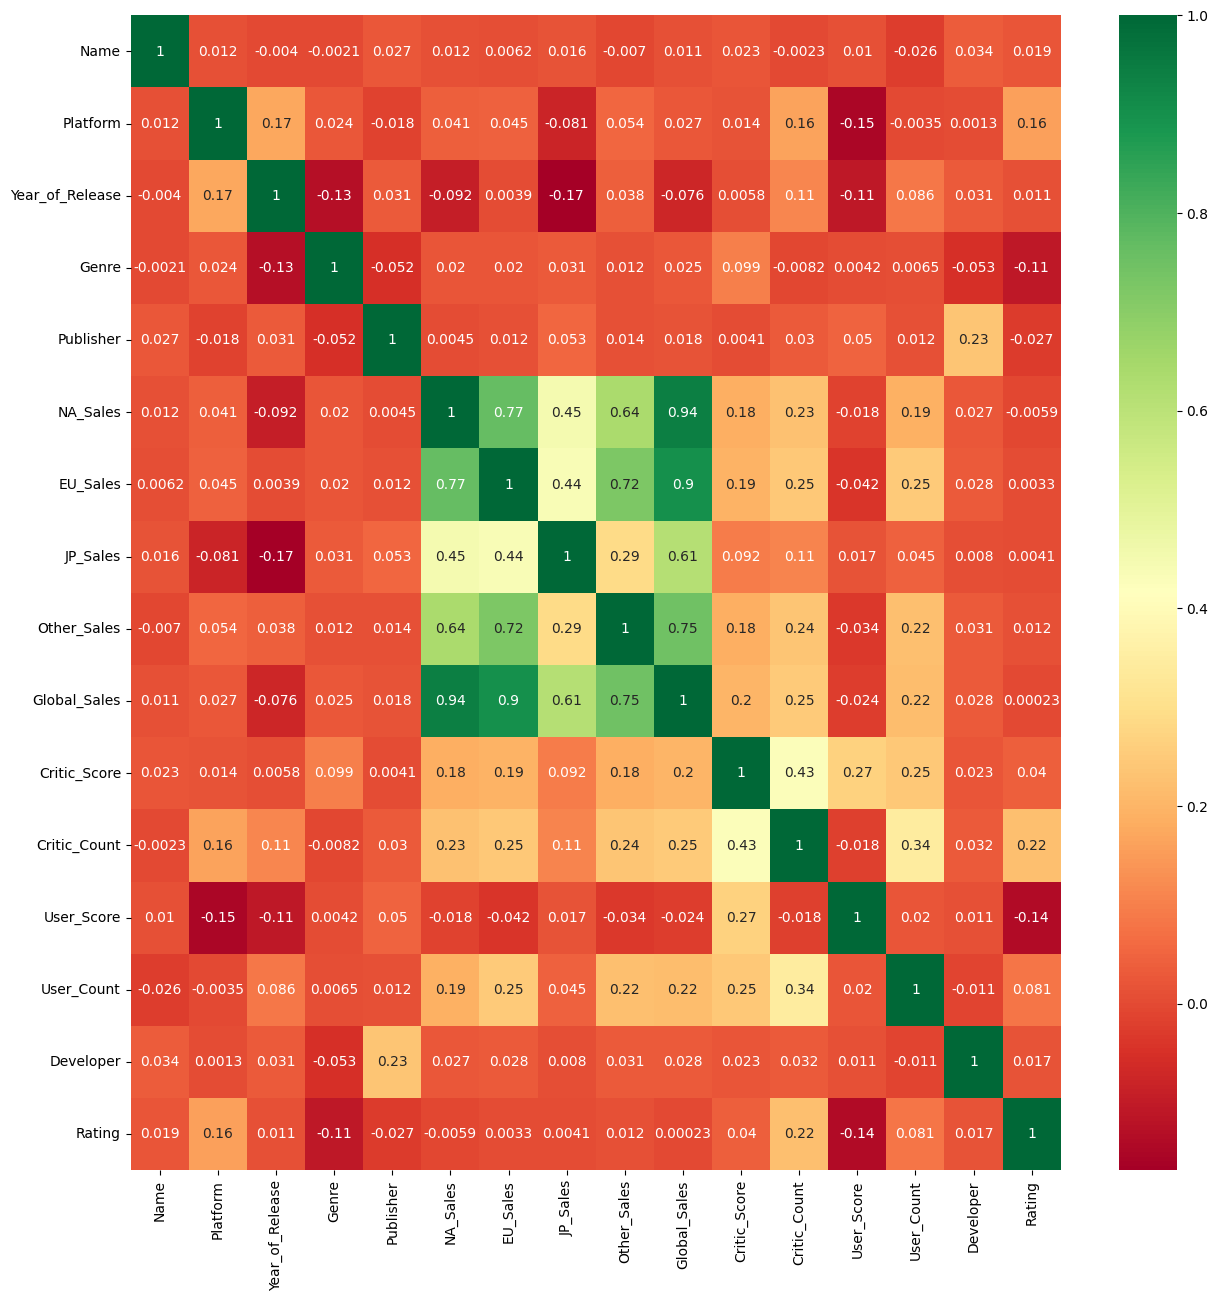 Name 1 0.012 -0.004 -0.0021 0.027 0.012 0.0062 0.016 -0.007 0.011 0.023 -0.0023 0.01 -0.026 0.034 0.019
Platform 0.012 1 0.17 0.024 -0.018 0.041 0.045 -0.081 0.054 0.027 0.014 0.16 -0.15 -0.0035 0.0013 0.16
Year_of_Release -0.004 0.17 1 -0.13 0.031 -0.092 0.0039 -0.17 0.038 -0.076 0.0058 0.11 -0.11 0.086 0.031 0.011
Genre -0.0021 0.024 -0.13 1 -0.052 0.02 0.02 0.031 0.012 0.025 0.099 -0.0082 0.0042 0.0065 -0.053 -0.11
Publisher 0.027 -0.018 0.031 -0.052 1 0.0045 0.012 0.053 0.014 0.018 0.0041 0.03 0.05 0.012 0.23 -0.027
NA_Sales 0.012 0.041 -0.092 0.02 0.0045 1 0.77 0.45 0.64 0.94 0.18 0.23 -0.018 0.19 0.027 -0.0059
EU_Sales 0.0062 0.045 0.0039 0.02 0.012 0.77 1 0.44 0.72 0.9 0.19 0.25 -0.042 0.25 0.028 0.0033
JP_Sales 0.016 -0.081 -0.17 0.031 0.053 0.45 0.44 1 0.29 0.61 0.092 0.11 0.017 0.045 0.008 0.0041
Other_Sales -0.007 0.054 0.038 0.012 0.014 0.64 0.72 0.29 1 0.75 0.18 0.24 -0.034 0.22 0.031 0.012
Global_Sales 0.011 0.027 -0.076 0.025 0.018 0.94 0.9 0.61 0.75 1 0.2 0.25 -0.024 0.22 0.028 0.00023
Critic_Score 0.023 0.014 0.0058 0.099 0.0041 0.18 0.19 0.092 0.18 0.2 1 0.43 0.27 0.25 0.023 0.04
Critic_Count -0.0023 0.16 0.11 -0.0082 0.03 0.23 0.25 0.11 0.24 0.25 0.43 1 -0.018 0.34 0.032 0.22
User_Score 0.01 -0.15 -0.11 0.0042 0.05 -0.018 -0.042 0.017 -0.034 -0.024 0.27 -0.018 1 0.02 0.011 -0.14
User_Count -0.026 -0.0035 0.086 0.0065 0.012 0.19 0.25 0.045 0.22 0.22 0.25 0.34 0.02 1 -0.011 0.081
Developer 0.034 0.0013 0.031 -0.053 0.23 0.027 0.028 0.008 0.031 0.028 0.023 0.032 0.011 -0.011 1 0.017
Rating 0.019 0.16 0.011 -0.11 -0.027 -0.0059 0.0033 0.0041 0.012 0.00023 0.04 0.22 -0.14 0.081 0.017 1
Name Platform Year_of_Release Genre Publisher NA_Sales EU_Sales JP_Sales Other_Sales Global_Sales Critic_Score Critic_Count User_Score User_Count Developer Rating
1.0
0.8
0.6
0.4
0.2
0.0